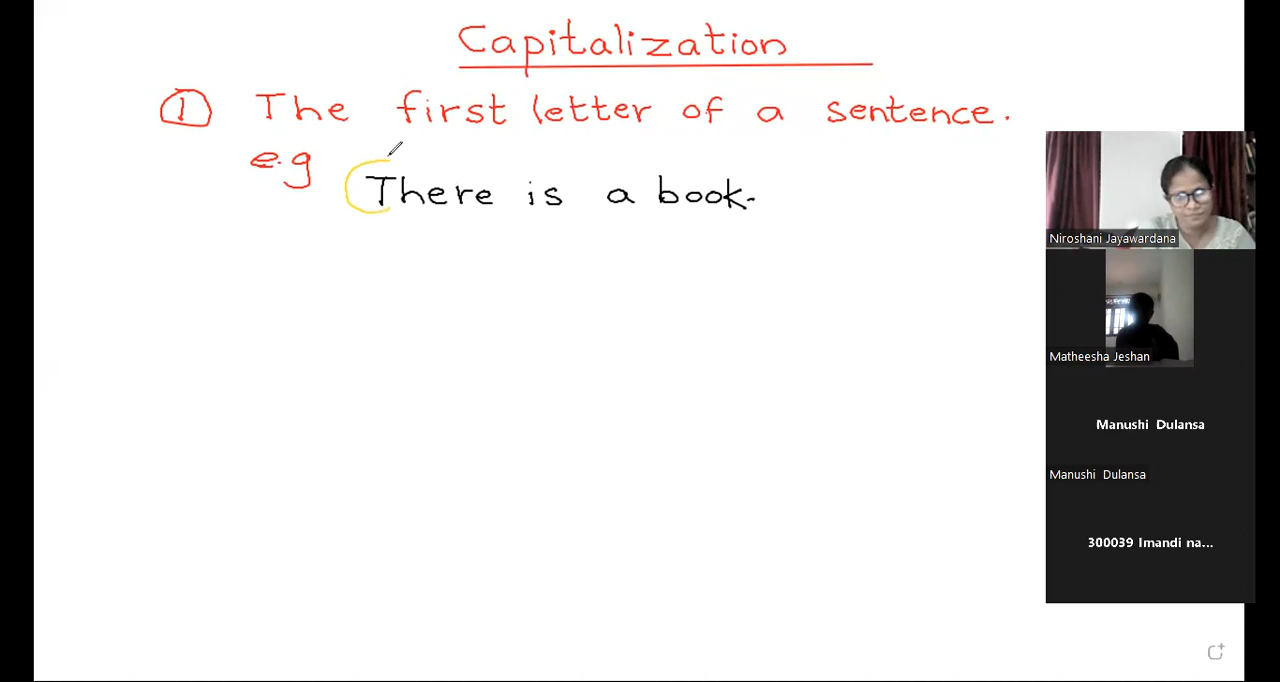 Capitalization
① The first letter of a sentence.
e.g There is a book.
Niroshani Jayawardana
Matheesha Jeshan
Manushi Dulansa
Manushi Dulansa
300039 Imandi na...